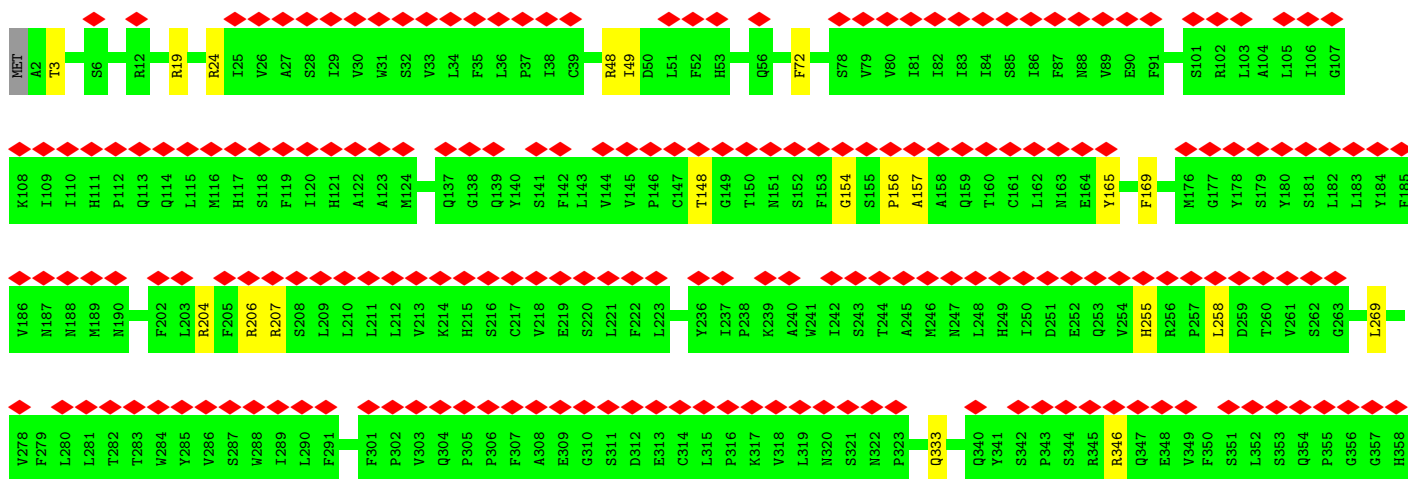 MET A2 T3 S6 R12 R19 R24 I25 V26 A27 S28 I29 V30 W31 S32 V33 L34 F35 L36 P37 I38 C39 R48 I49 D50 L51 F52 H53 Q56 F72 S78 V79 V80 I81 I82 I83 I84 S85 I86 F87 N88 V89 E90 F91 S101 R102 L103 A104 L105 I106 G107
K108 I109 I110 H111 P112 Q113 Q114 L115 M116 H117 S118 F119 I120 H121 A122 A123 M124 Q137 G138 Q139 Y140 S141 F142 L143 V144 V145 P146 C147 T148 G149 T150 N151 S152 F153 G154 S155 P156 A157 A158 Q159 T160 C161 L162 N163 E164 Y165 F169 M176 G177 Y178 S179 Y180 S181 L182 L183 Y184 F185
V186 N187 N188 M189 N190 F202 L203 R204 F205 R206 R207 S208 L209 L210 L211 L212 V213 K214 H215 S216 C217 V218 E219 S220 L221 F222 L223 Y236 I237 P238 K239 A240 W241 I242 S243 T244 A245 M246 N247 L248 H249 I250 D251 E252 Q253 V254 H255 R256 P257 L258 D259 T260 V261 S262 G263 L269
V278 F279 L280 L281 T282 T283 W284 Y285 V286 S287 W288 I289 L290 F291 F301 P302 V303 Q304 P305 P306 F307 A308 E309 G310 S311 D312 E313 C314 L315 P316 K317 V318 L319 N320 S321 N322 P323 Q333 Q340 Y341 S342 P343 S344 R345 R346 Q347 E348 V349 F350 S351 L352 S353 Q354 P355 G356 G357 H358